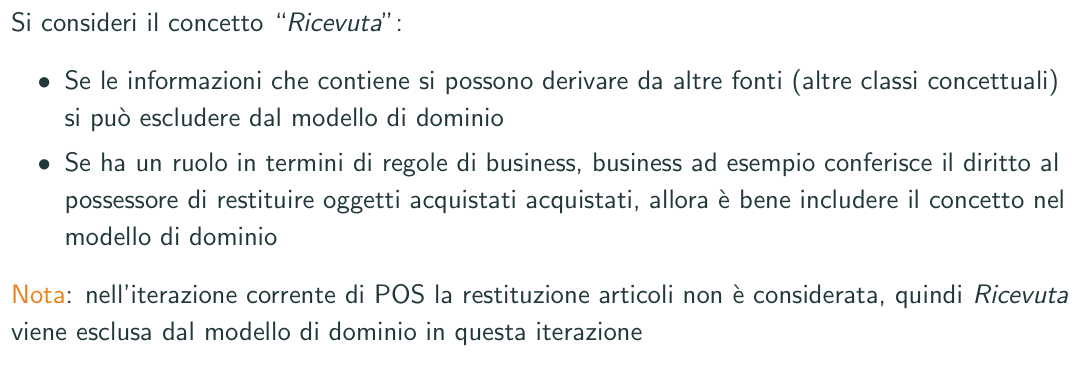 Si consideri il concetto “Ricevuta”:
• Se le informazioni che contiene si possono derivare da altre fonti (altre classi concettuali)
si può escludere dal modello di dominio
• Se ha un ruolo in termini di regole di business, business ad esempio conferisce il diritto al
possessore di restituire oggetti acquistati acquistati, allora è bene includere il concetto nel
modello di dominio
Nota: nell'iterazione corrente di POS la restituzione articoli non è considerata, quindi Ricevuta
viene esclusa dal modello di dominio in questa iterazione